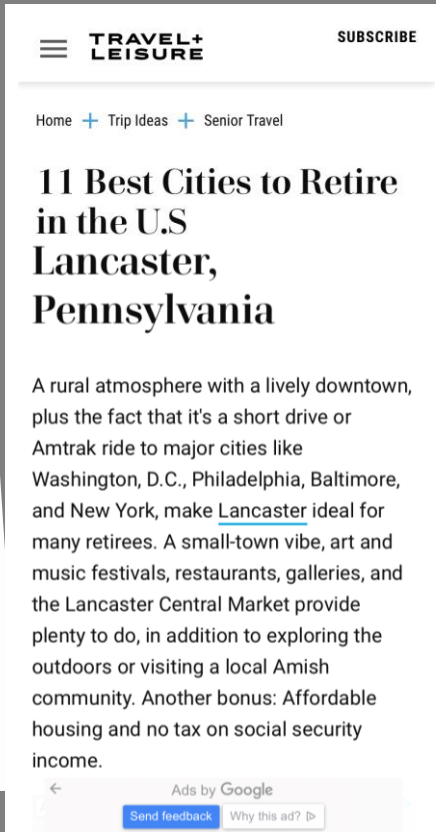 TRAVEL+
LEISURE
SUBSCRIBE
Home + Trip Ideas + Senior Travel
11 Best Cities to Retire
in the U.S
Lancaster,
Pennsylvania
A rural atmosphere with a lively downtown,
plus the fact that it's a short drive or
Amtrak ride to major cities like
Washington, D.C., Philadelphia, Baltimore,
and New York, make Lancaster ideal for
many retirees. A small-town vibe, art and
music festivals, restaurants, galleries, and
the Lancaster Central Market provide
plenty to do, in addition to exploring the
outdoors or visiting a local Amish
community. Another bonus: Affordable
housing and no tax on social security
income.
Ads by Google
Send feedback Why this ad?